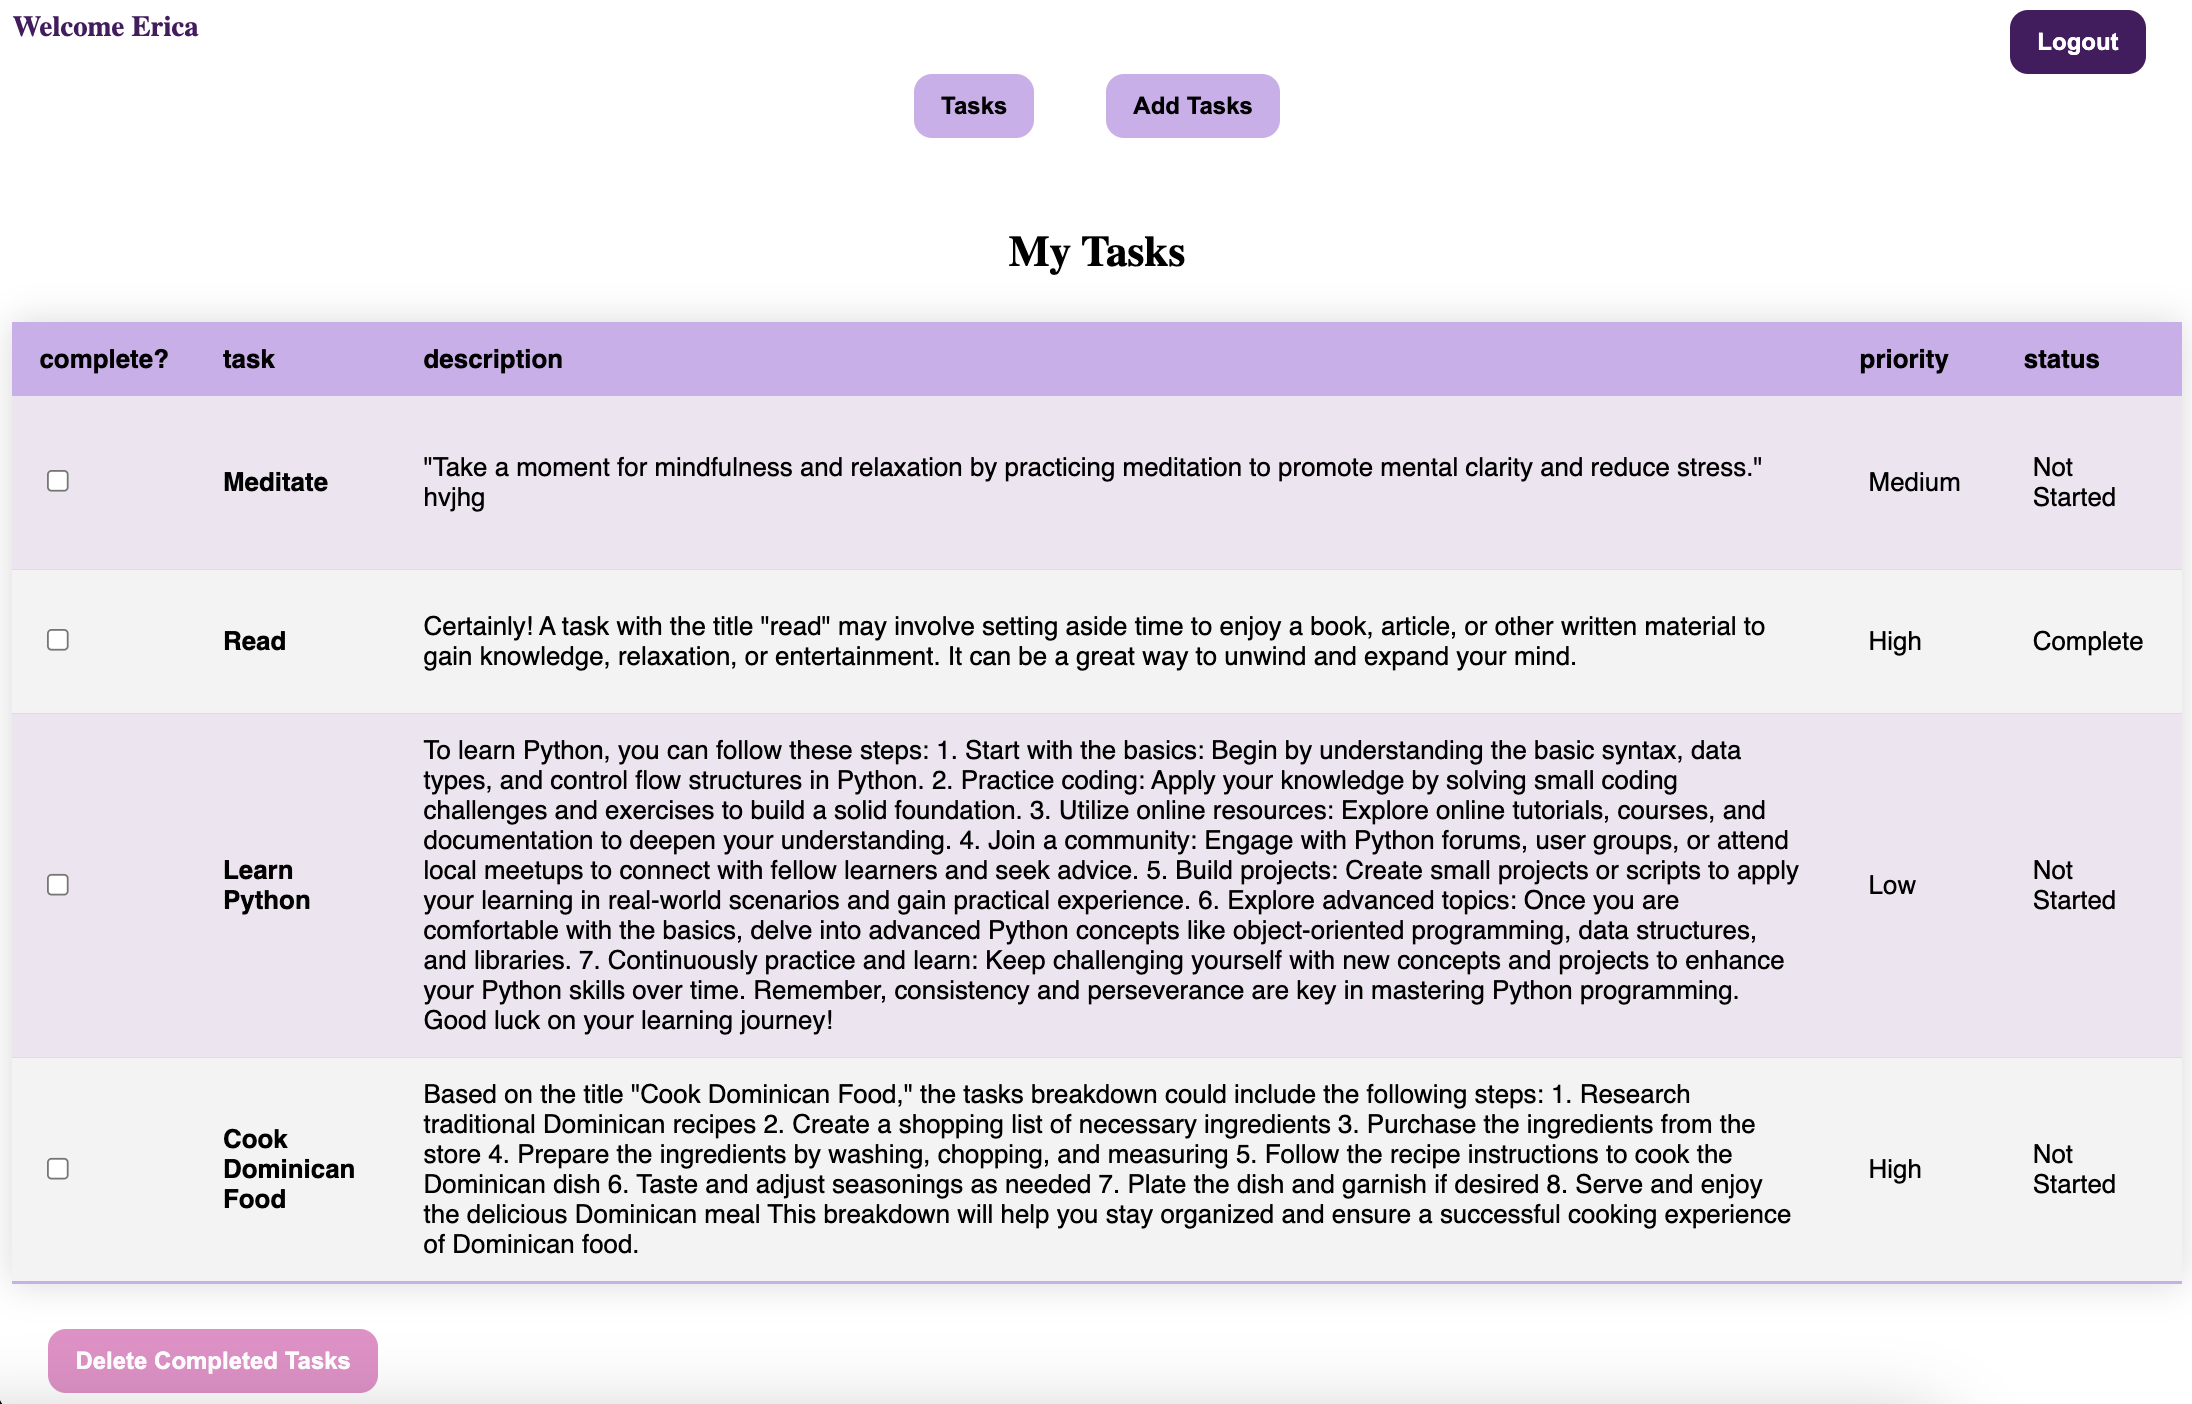 Welcome Erica
Logout
Tasks
Add Tasks
My Tasks
complete?
task
description
priority
status
Meditate
"Take a moment for mindfulness and relaxation by practicing meditation to promote mental clarity and reduce stress."
hvjhg
Medium
Not
Started
Read
Certainly! A task with the title "read" may involve setting aside time to enjoy a book, article, or other written material to
gain knowledge, relaxation, or entertainment. It can be a great way to unwind and expand your mind.
High
Complete
Learn
Python
To learn Python, you can follow these steps: 1. Start with the basics: Begin by understanding the basic syntax, data
types, and control flow structures in Python. 2. Practice coding: Apply your knowledge by solving small coding
challenges and exercises to build a solid foundation. 3. Utilize online resources: Explore online tutorials, courses, and
documentation to deepen your understanding. 4. Join a community: Engage with Python forums, user groups, or attend
local meetups to connect with fellow learners and seek advice. 5. Build projects: Create small projects or scripts to apply
your learning in real-world scenarios and gain practical experience. 6. Explore advanced topics: Once you are
comfortable with the basics, delve into advanced Python concepts like object-oriented programming, data structures,
and libraries. 7. Continuously practice and learn: Keep challenging yourself with new concepts and projects to enhance
your Python skills over time. Remember, consistency and perseverance are key in mastering Python programming.
Good luck on your learning journey!
Low
Not
Started
Cook
Dominican
Food
Based on the title "Cook Dominican Food," the tasks breakdown could include the following steps: 1. Research
traditional Dominican recipes 2. Create a shopping list of necessary ingredients 3. Purchase the ingredients from the
store 4. Prepare the ingredients by washing, chopping, and measuring 5. Follow the recipe instructions to cook the
Dominican dish 6. Taste and adjust seasonings as needed 7. Plate the dish and garnish if desired 8. Serve and enjoy
the delicious Dominican meal This breakdown will help you stay organized and ensure a successful cooking experience
of Dominican food.
High
Not
Started
Delete Completed Tasks